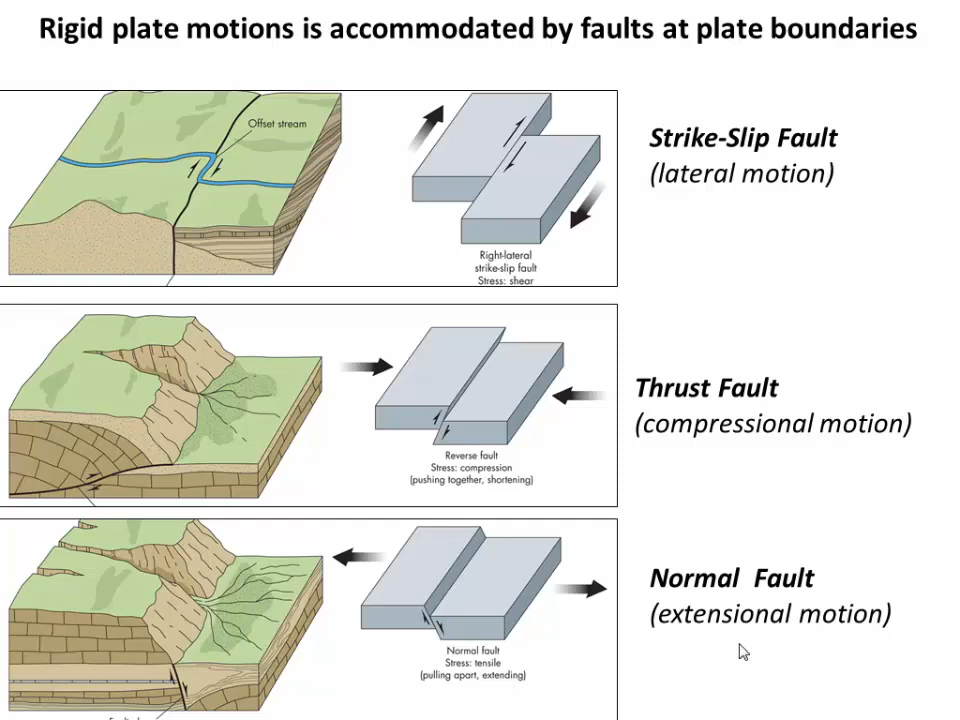 Rigid plate motions is accommodated by faults at plate boundaries
Offset stream
Right-lateral
strike-slip fault
Stress: shear
Strike-Slip Fault
(lateral motion)
Reverse fault
Stress: compression
(pushing together, shortening)
Thrust Fault
(compressional motion)
Normal fault
Stress: tensile
(pulling apart, extending)
Normal  Fault
(extensional motion)